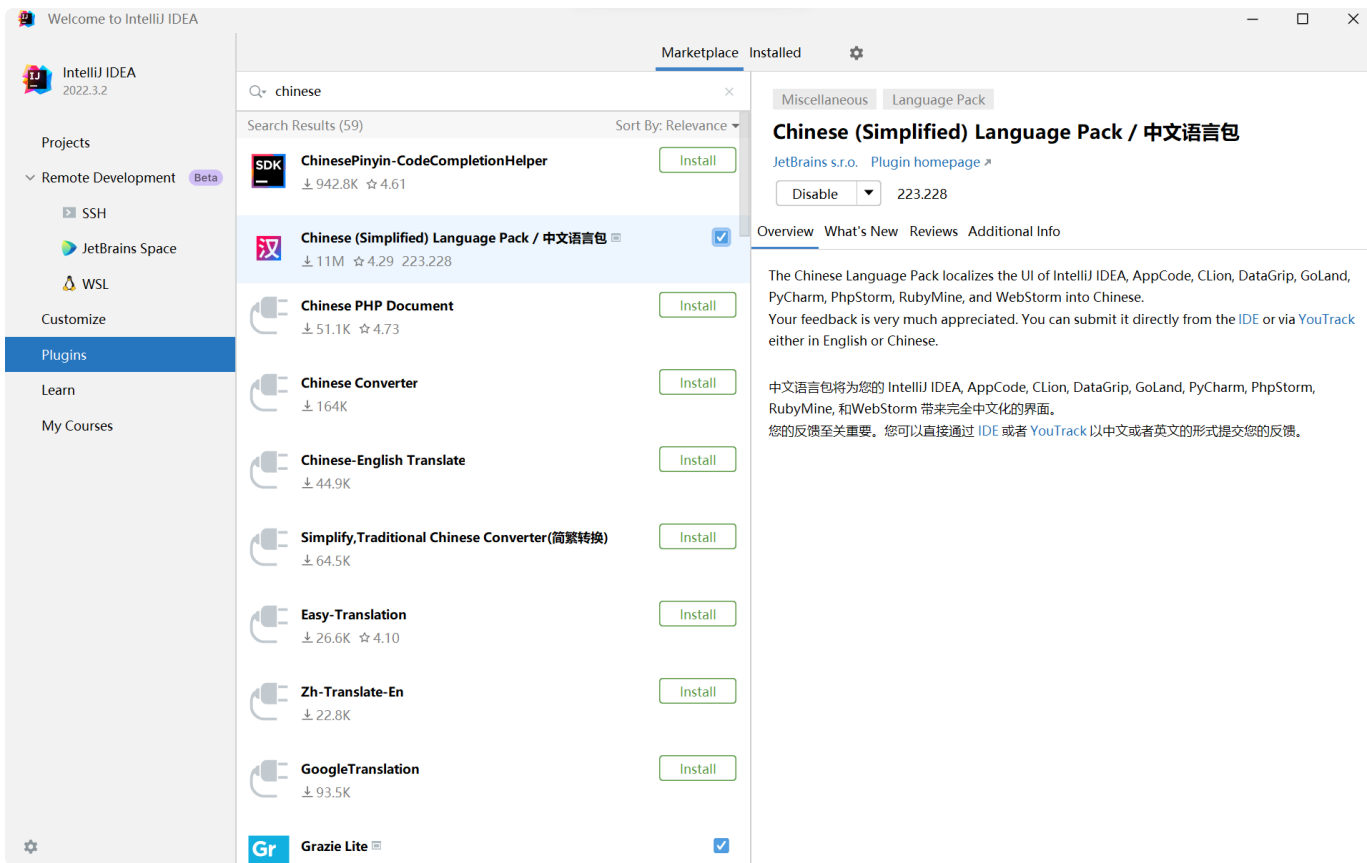 Welcome to IntelliJ IDEA
IntelliJ IDEA
2022.3.2
Projects
Remote Development Beta
SSH
JetBrains Space
WSL
Customize
Plugins
Learn
My Courses
Marketplace Installed
chinese
Search Results (59) Sort By: Relevance
SDK
ChinesePinyin-CodeCompletionHelper Install
942.8K 4.61
汉
Chinese (Simplified) Language Pack / 中文语言包
11M 4.29 223.228
Chinese PHP Document Install
51.1K 4.73
Chinese Converter Install
164K
Chinese-English Translate Install
44.9K
Simplify,Traditional Chinese Converter(简繁转换) Install
64.5K
Easy-Translation Install
26.6K 4.10
Zh-Translate-En Install
22.8K
GoogleTranslation Install
93.5K
Gr Grazie Lite
Miscellaneous Language Pack
Chinese (Simplified) Language Pack / 中文语言包
JetBrains s.r.o. Plugin homepage
Disable 223.228
Overview What's New Reviews Additional Info
The Chinese Language Pack localizes the UI of IntelliJ IDEA, AppCode, CLion, DataGrip, GoLand,
PyCharm, PhpStorm, RubyMine, and WebStorm into Chinese.
Your feedback is very much appreciated. You can submit it directly from the IDE or via YouTrack
either in English or Chinese.
中文语言包将为您的 IntelliJ IDEA, AppCode, CLion, DataGrip, GoLand, PyCharm, PhpStorm,
RubyMine, 和WebStorm 带来完全中文化的界面。
您的反馈至关重要。您可以直接通过 IDE 或者 YouTrack 以中文或者英文的形式提交您的反馈。